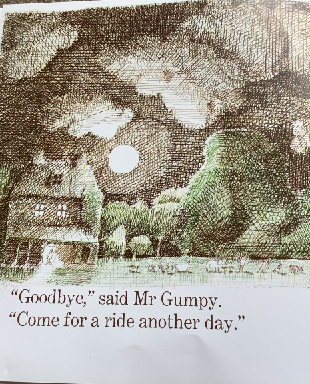 “Goodbye,” said Mr Gumpy.
“Come for a ride another day.”